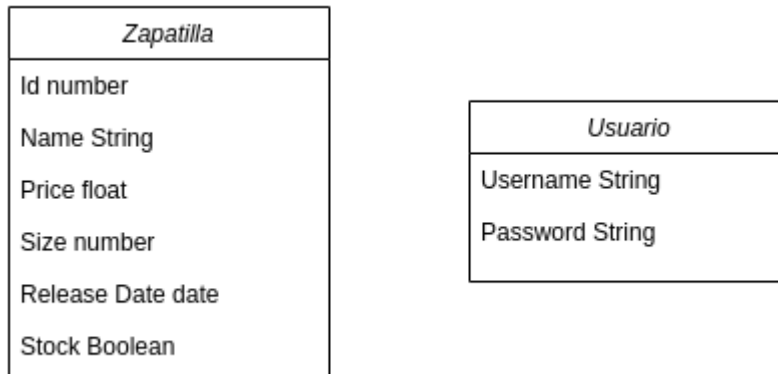 Zapatilla
Id number
Name String
Price float
Size number
Release Date date
Stock Boolean
Usuario
Username String
Password String